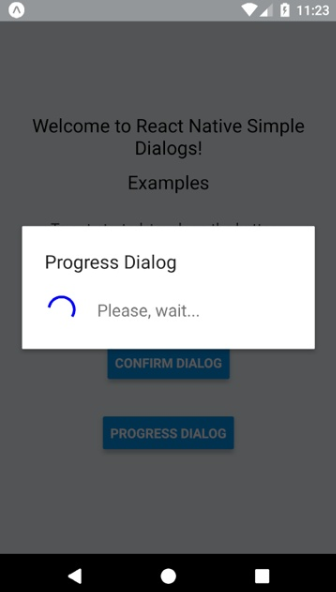 11:23
Welcome to React Native Simple
Dialogs!
Examples
Progress Dialog
Please, wait...
CONFIRM DIALOG
PROGRESS DIALOG